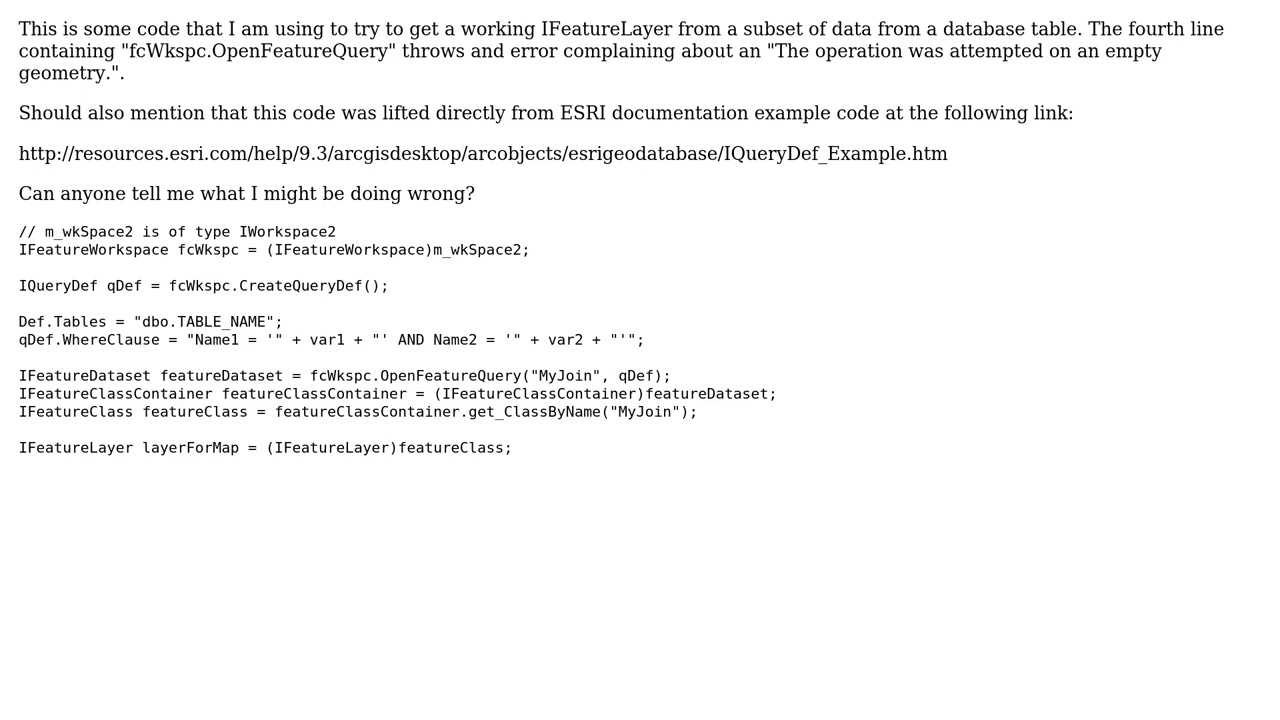 This is some code that I am using to try to get a working IFeatureLayer from a subset of data from a database table. The fourth line
containing "fcWkspc.OpenFeatureQuery" throws and error complaining about an "The operation was attempted on an empty
geometry.".
Should also mention that this code was lifted directly from ESRI documentation example code at the following link:
http://resources.esri.com/help/9.3/arcgisdesktop/arcobjects/esrigeodatabase/IQueryDef_Example.htm
Can anyone tell me what I might be doing wrong?
// m_wkSpace2 is of type IWorkspace2
IFeatureWorkspace fcWkspc = (IFeatureWorkspace)m_wkSpace2;
IQueryDef qDef = fcWkspc.CreateQueryDef();
Def.Tables = "dbo.TABLE_NAME";
qDef.WhereClause = "Name1 = '" + var1 + "' AND Name2 = '" + var2 + "'";
IFeatureDataset featureDataset = fcWkspc.OpenFeatureQuery("MyJoin", qDef);
IFeatureClassContainer featureClassContainer = (IFeatureClassContainer)featureDataset;
IFeatureClass featureClass = featureClassContainer.get_ClassByName("MyJoin");
IFeatureLayer layerForMap = (IFeatureLayer)featureClass;